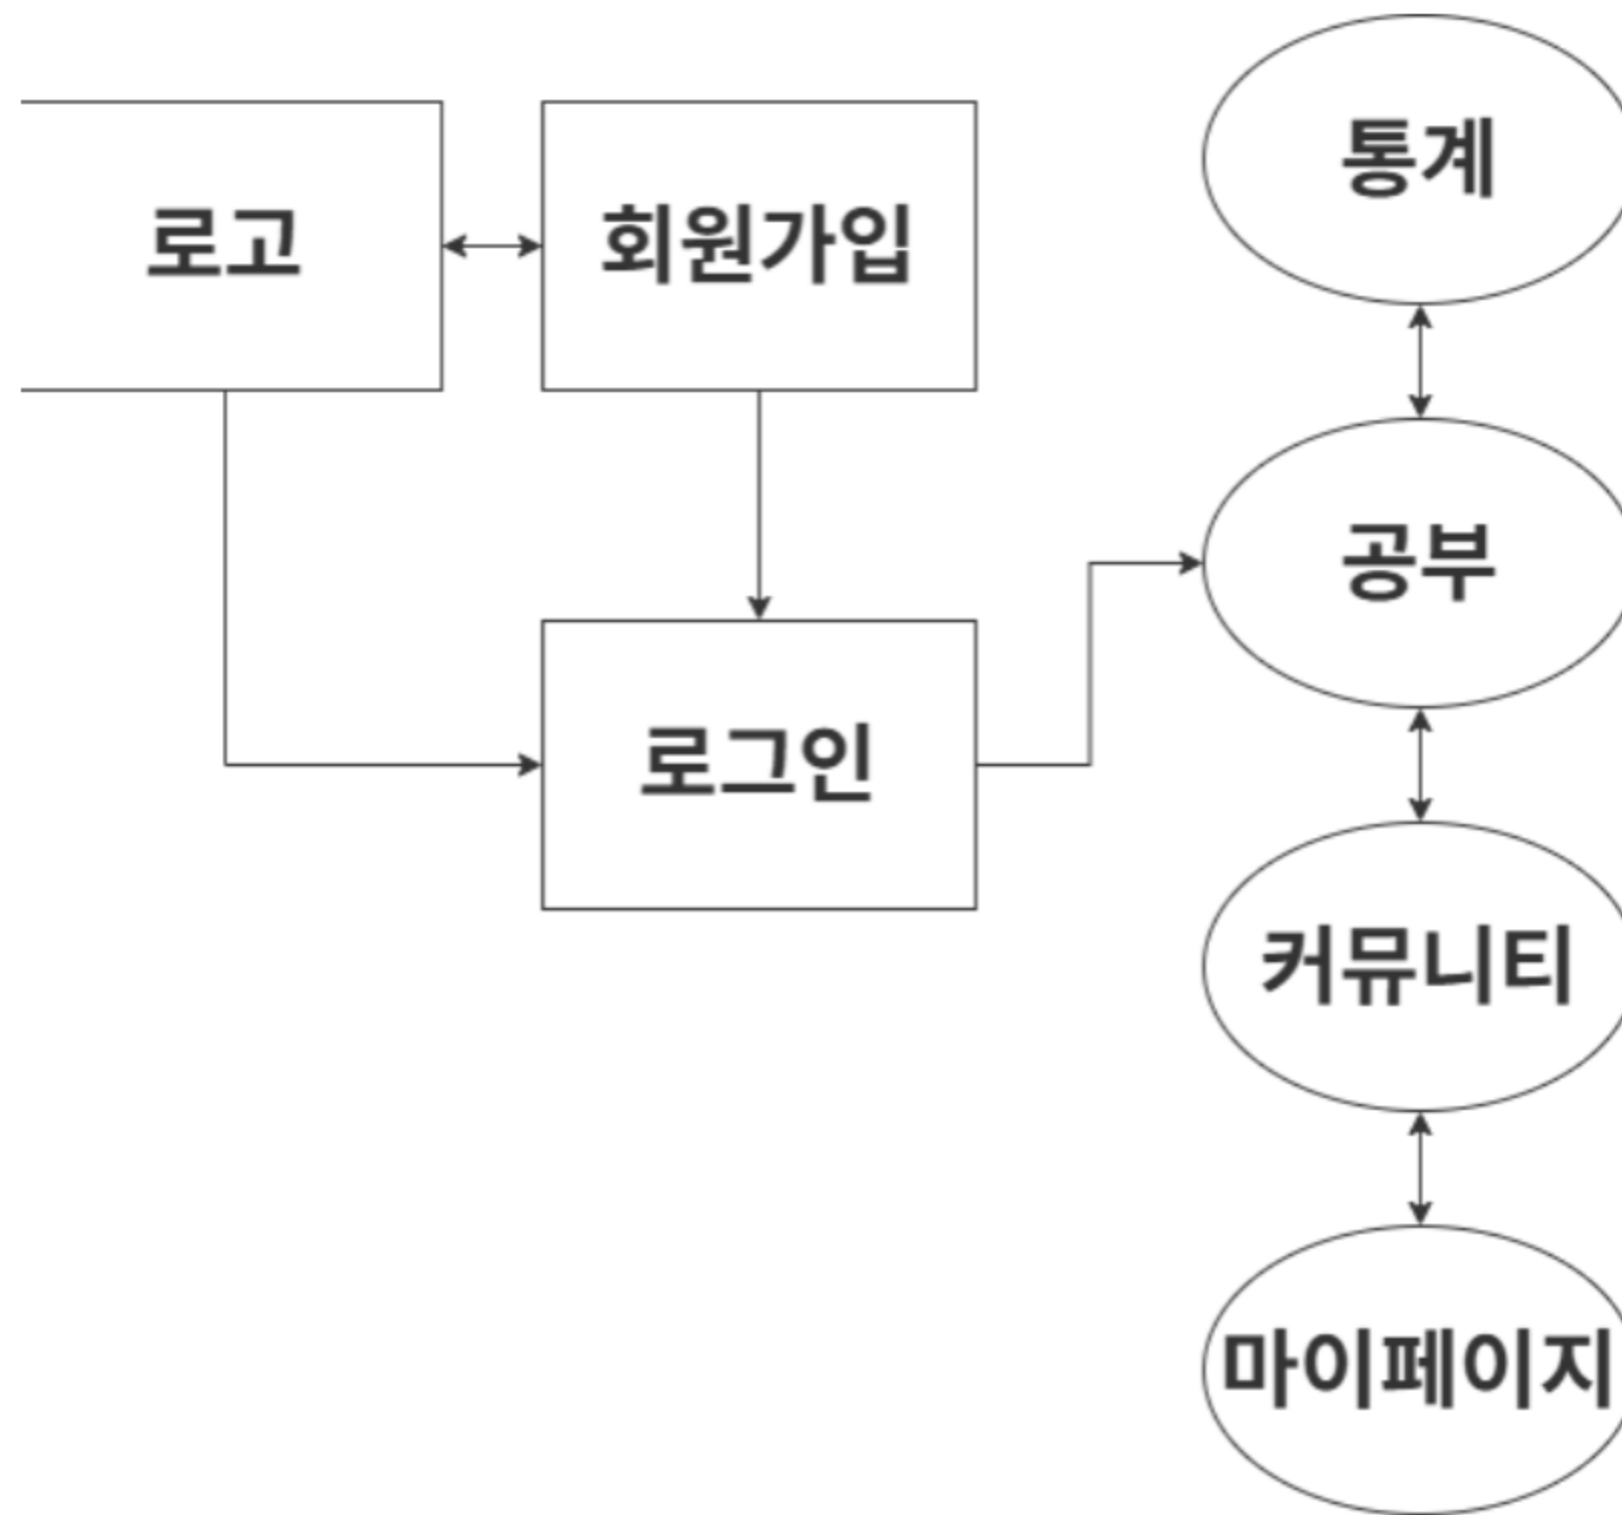 로고
회원가입
로그인
통계
공부
커뮤니티
마이페이지